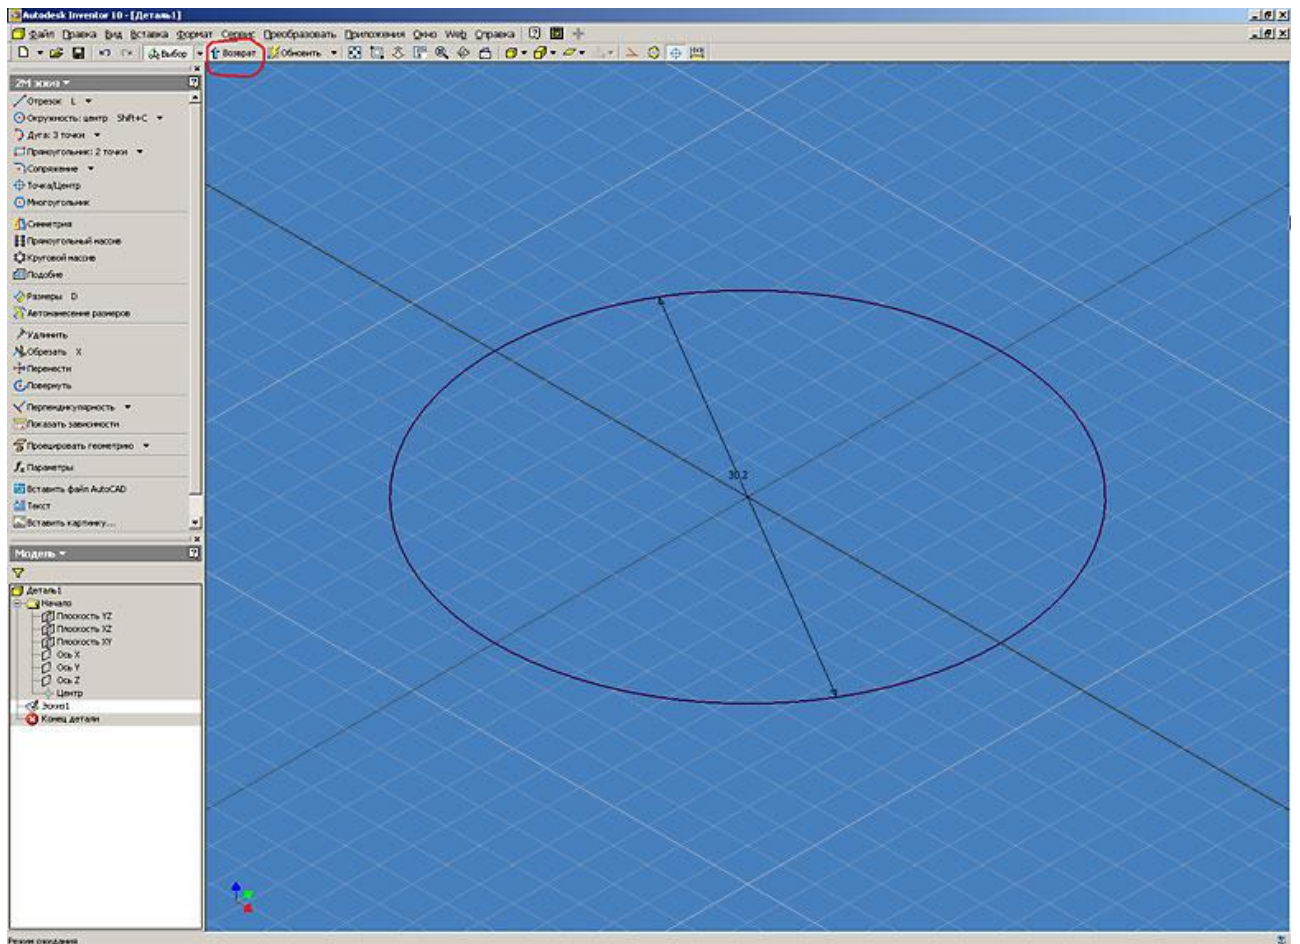 Autodesk Inventor 10 - [Деталь1]
Файл Правка Вид Вставка Формат Сервис Преобразовать Приложения Окно Web Справка
Выбор Возврат Обновить
2М эскиз
Отрезок L
Окружность: центр Shift+C
Дуга: 3 точки
Прямоугольник: 2 точки
Сопряжение
Точка/Центр
Многоугольник
Симметрия
Прямоугольный массив
Круговой массив
Подобие
Размеры D
Автонанесение размеров
Удлинить
Обрезать X
Перенести
Повернуть
Перпендикулярность
Показать зависимости
Проецировать геометрию
fx Параметры
Вставить файл AutoCAD
Текст
Вставить картинку...
Модель
Деталь1
Начало
Плоскость YZ
Плоскость XZ
Плоскость XY
Ось X
Ось Y
Ось Z
Центр
Эскиз1
Конец детали
30,2
Режим ожидания